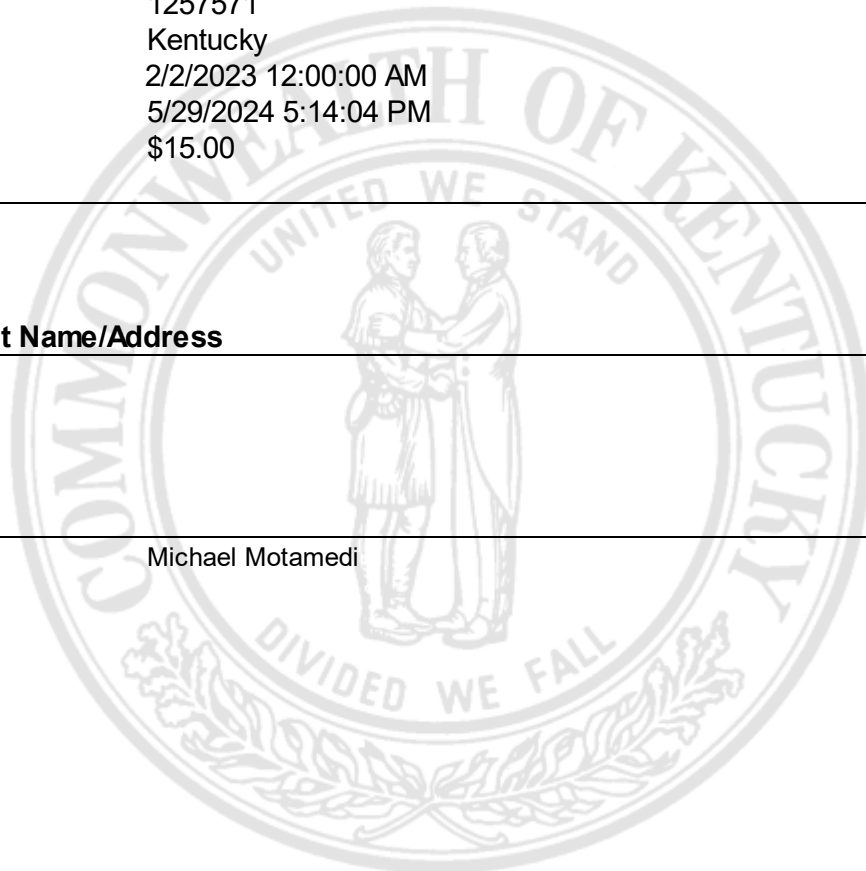 1257571
Kentucky
2/2/2023 12:00:00 AM
5/29/2024 5:14:04 PM
$15.00
COMMONWEALTH OF KENTUCKY
UNITED WE STAND
t Name/Address
Michael Motamedi
DIVIDED WE FALL